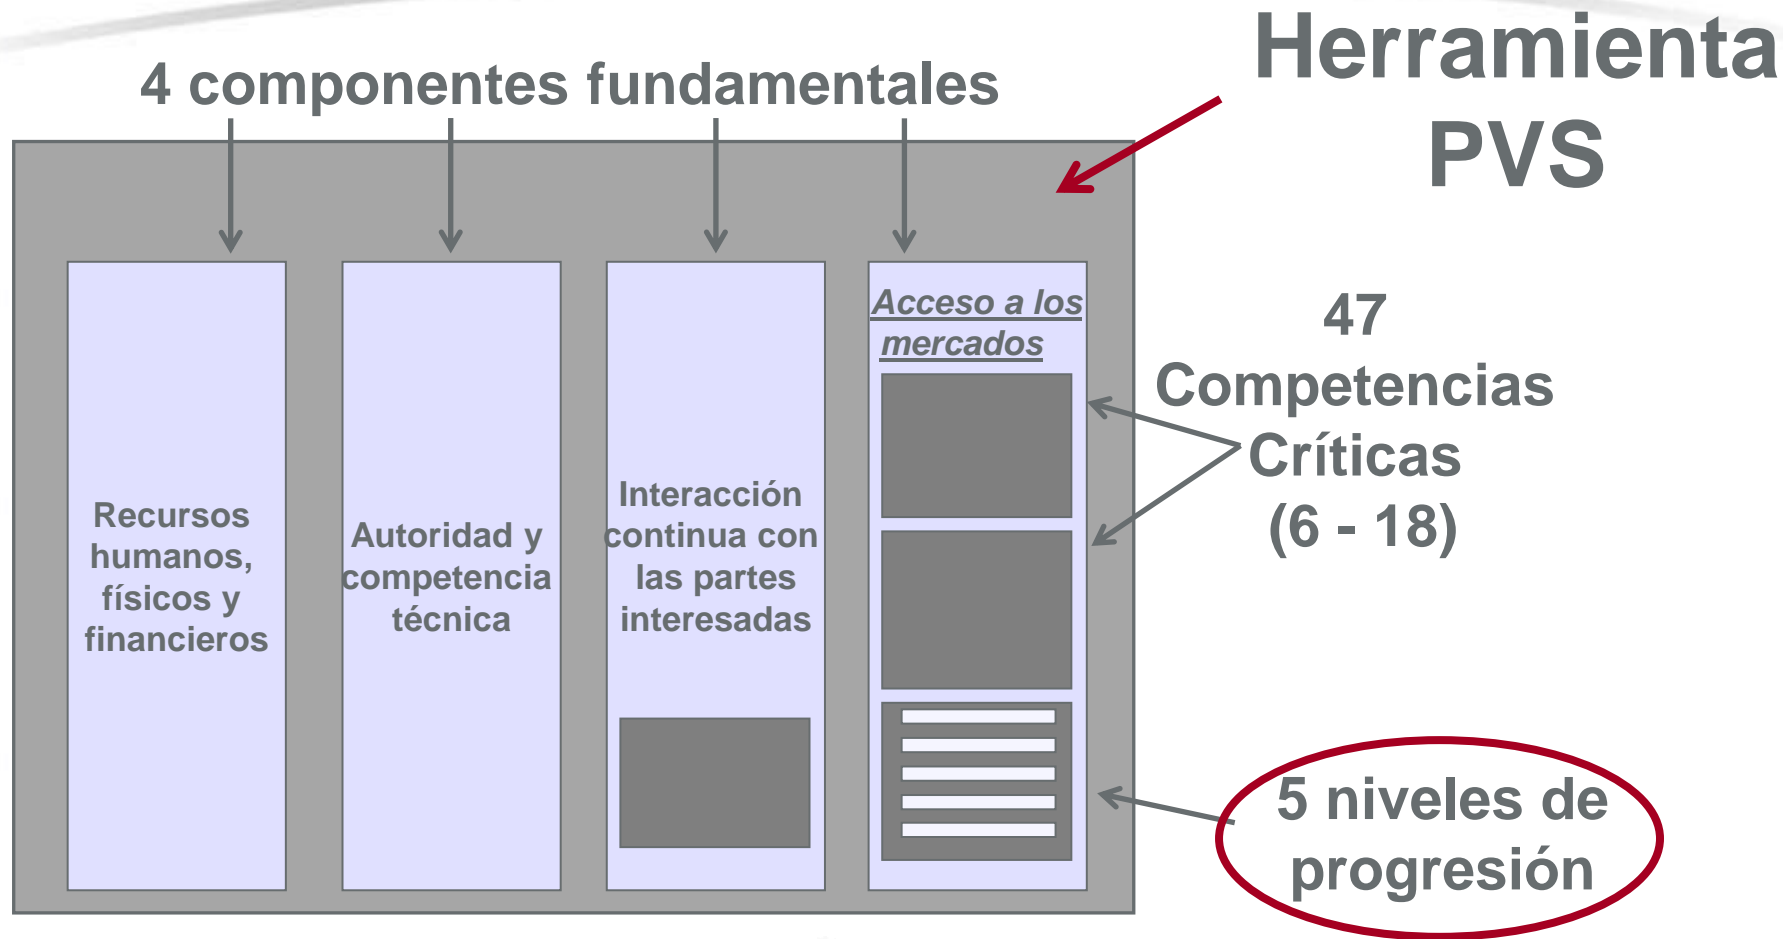 Herramienta
PVS
4 componentes fundamentales
Recursos
humanos,
físicos y
financieros
Autoridad y
competencia
técnica
Interacción
continua con
las partes
interesadas
Acceso a los
mercados
47
Competencias
Críticas
(6 - 18)
5 niveles de
progresión